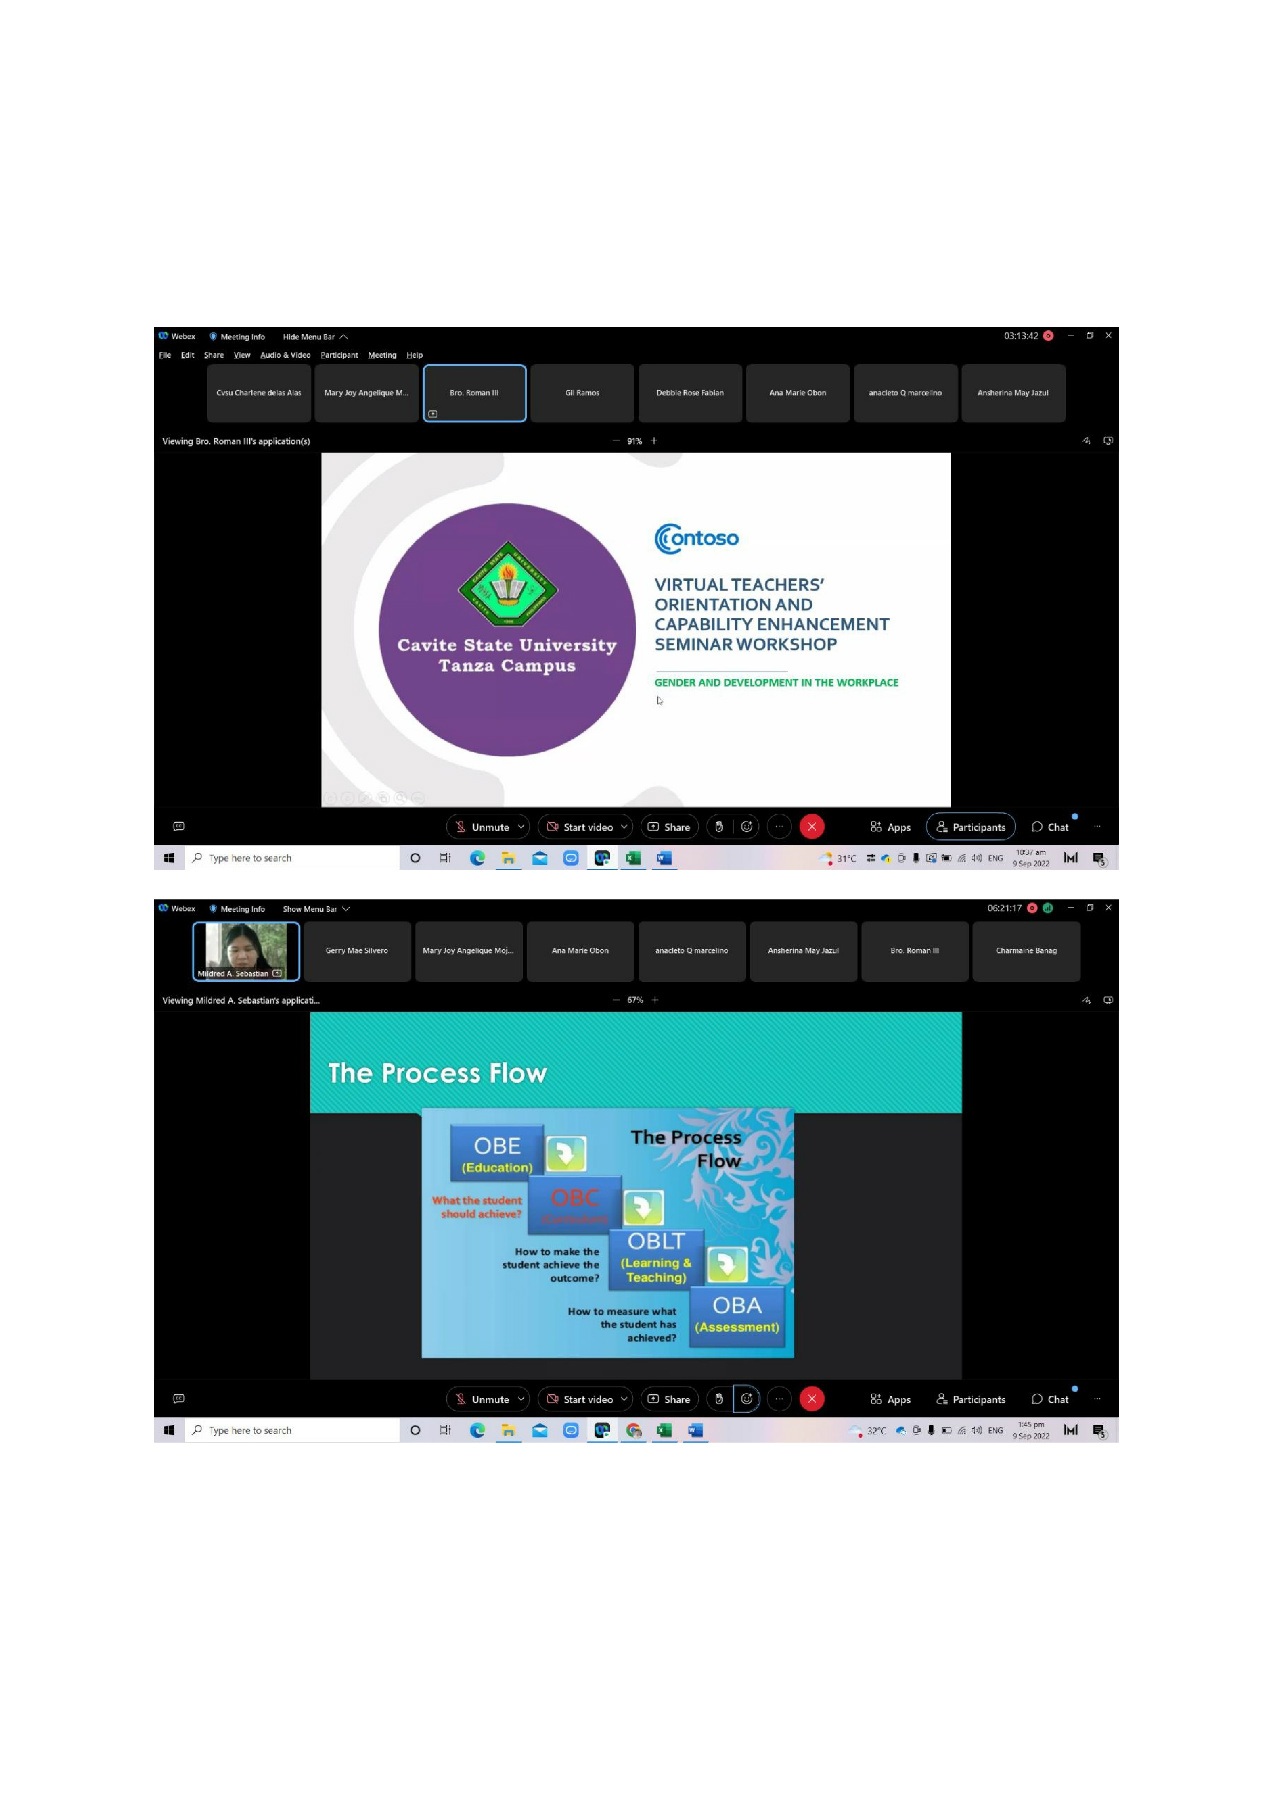 Webex Meeting Info Hide Menu Bar 03:13:42
File Edit Share View Audio & Video Participant Meeting Help
Cvsu Charlene delas Alas Mary Joy Angelique M... Bro. Roman III Gil Ramos Debbie Rose Fabian Ana Marie Obon anacleto Q marcelino Ansherina May Jazul
Viewing Bro. Roman III's application(s) 91%
CAVITE STATE UNIVERSITY
CAVITE PHILIPPINES
1906
Cavite State University
Tanza Campus
Contoso
VIRTUAL TEACHERS'
ORIENTATION AND
CAPABILITY ENHANCEMENT
SEMINAR WORKSHOP
GENDER AND DEVELOPMENT IN THE WORKPLACE
Unmute Start video Share Apps Participants Chat
Type here to search 31°C ENG 10:37 am
9 Sep 2022
Webex Meeting Info Show Menu Bar 06:21:17
Mildred A. Sebastian Gerry Mae Silvero Mary Joy Angelique Moj... Ana Marie Obon anacleto Q marcelino Ansherina May Jazul Bro. Roman III Charmaine Banag
Viewing Mildred A. Sebastian's applicati... 67%
The Process Flow
The Process
Flow
OBE
(Education)
What the student
should achieve?
OBC
How to make the
student achieve the
outcome?
OBLT
(Learning &
Teaching)
How to measure what
the student has
achieved?
OBA
(Assessment)
Unmute Start video Share Apps Participants Chat
Type here to search 32°C ENG 1:45 pm
9 Sep 2022